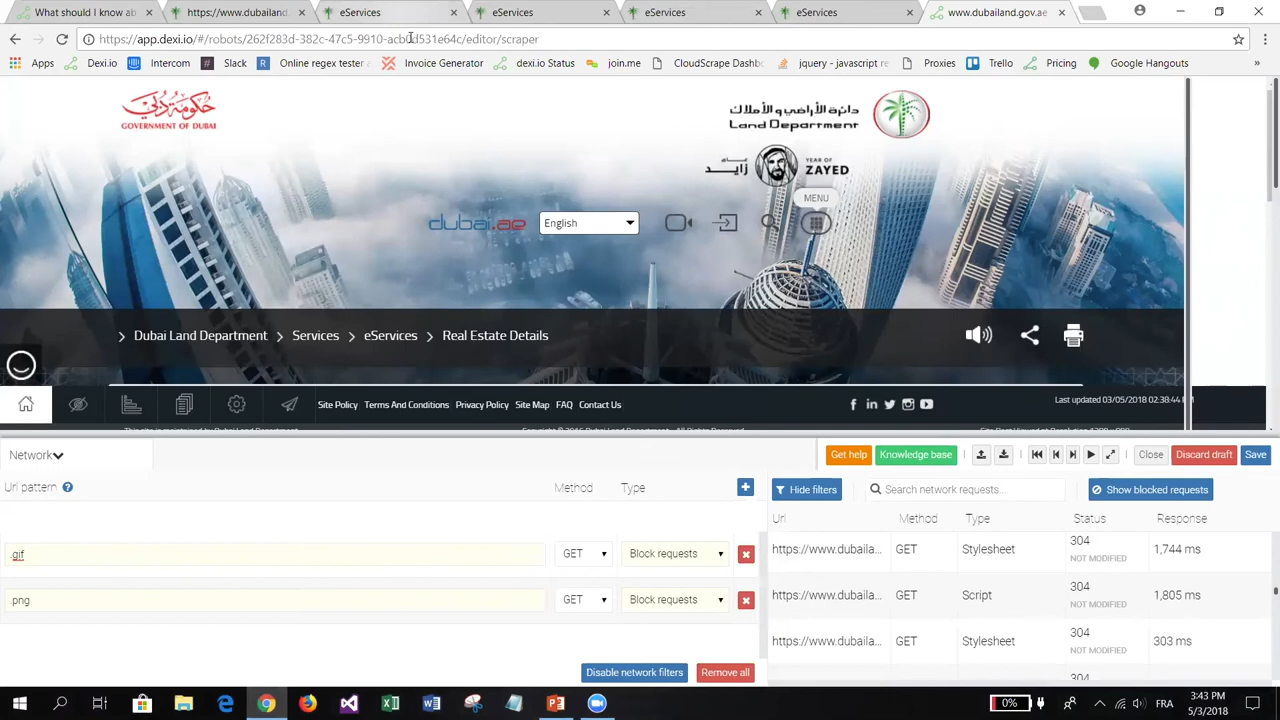 What should I know ab
https://www.dubailand.
eServices
eServices
eServices
eServices
www.dubailand.gov.ae
https://app.dexi.io/#/robots/262f283d-382c-47c5-9910-acb0d531e64c/editor/scraper
Apps
Dexi.io
Intercom
Slack
Online regex tester
Invoice Generator
dexi.io Status
join.me
CloudScrape Dashb
jquery - javascript r
Proxies
Trello
Pricing
Google Hangouts
»
حكومة دبي
GOVERNMENT OF DUBAI
دائرة الأراضي والأملاك
Land Department
عام زايد
YEAR OF ZAYED
MENU
dubai.ae
English
Dubai Land Department
Services
eServices
Real Estate Details
Site Policy
Terms And Conditions
Privacy Policy
Site Map
FAQ
Contact Us
Last updated 03/05/2018 02:38:44 PM
Network
Get help
Knowledge base
Close
Discard draft
Save
Url pattern
Method
Type
Hide filters
Search network requests...
Show blocked requests
Url
Method
Type
Status
Response
.gif
GET
Block requests
https://www.dubaila...
GET
Stylesheet
304
NOT MODIFIED
1,744 ms
.png
GET
Block requests
https://www.dubaila...
GET
Script
304
NOT MODIFIED
1,805 ms
https://www.dubaila...
GET
Stylesheet
304
NOT MODIFIED
303 ms
304
Disable network filters
Remove all
0%
FRA
3:43 PM
5/3/2018